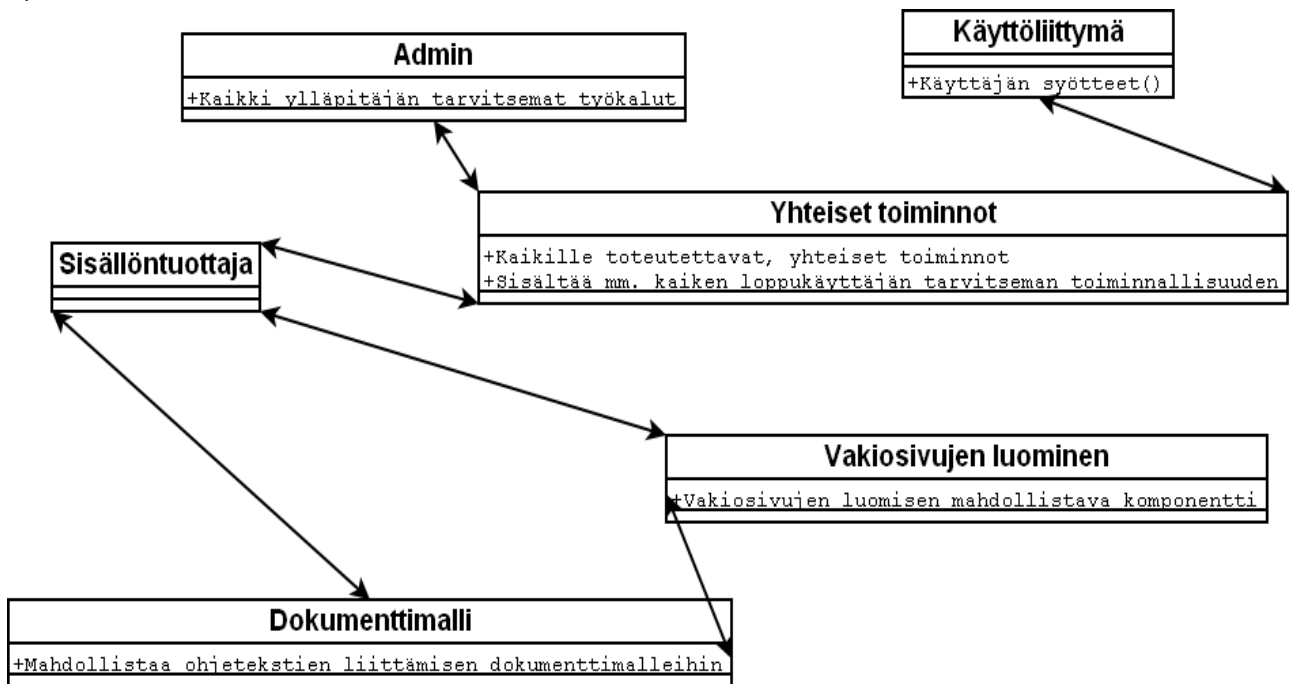 Käyttöliittymä
+Käyttäjän syötteet()
Admin
+Kaikki ylläpitäjän tarvitsemat työkalut
Yhteiset toiminnot
+Kaikille toteutettavat, yhteiset toiminnot
+Sisältää mm. kaiken loppukäyttäjän tarvitseman toiminnallisuuden
Sisällöntuottaja
Vakiosivujen luominen
+Vakiosivujen luomisen mahdollistava komponentti
Dokumenttimalli
+Mahdollistaa ohjetekstien liittämisen dokumenttimalleihin